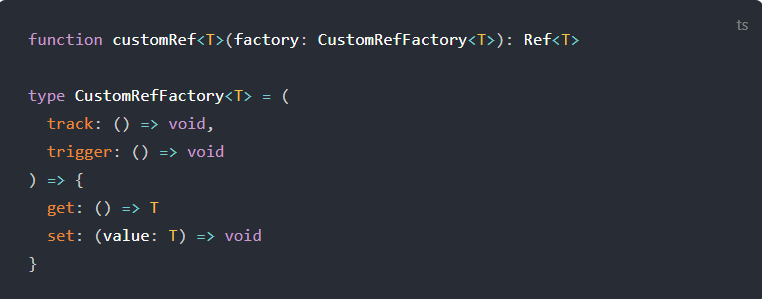 ts
function customRef<T>(factory: CustomRefFactory<T>): Ref<T>

type CustomRefFactory<T> = (
  track: () => void,
  trigger: () => void
) => {
  get: () => T
  set: (value: T) => void
}